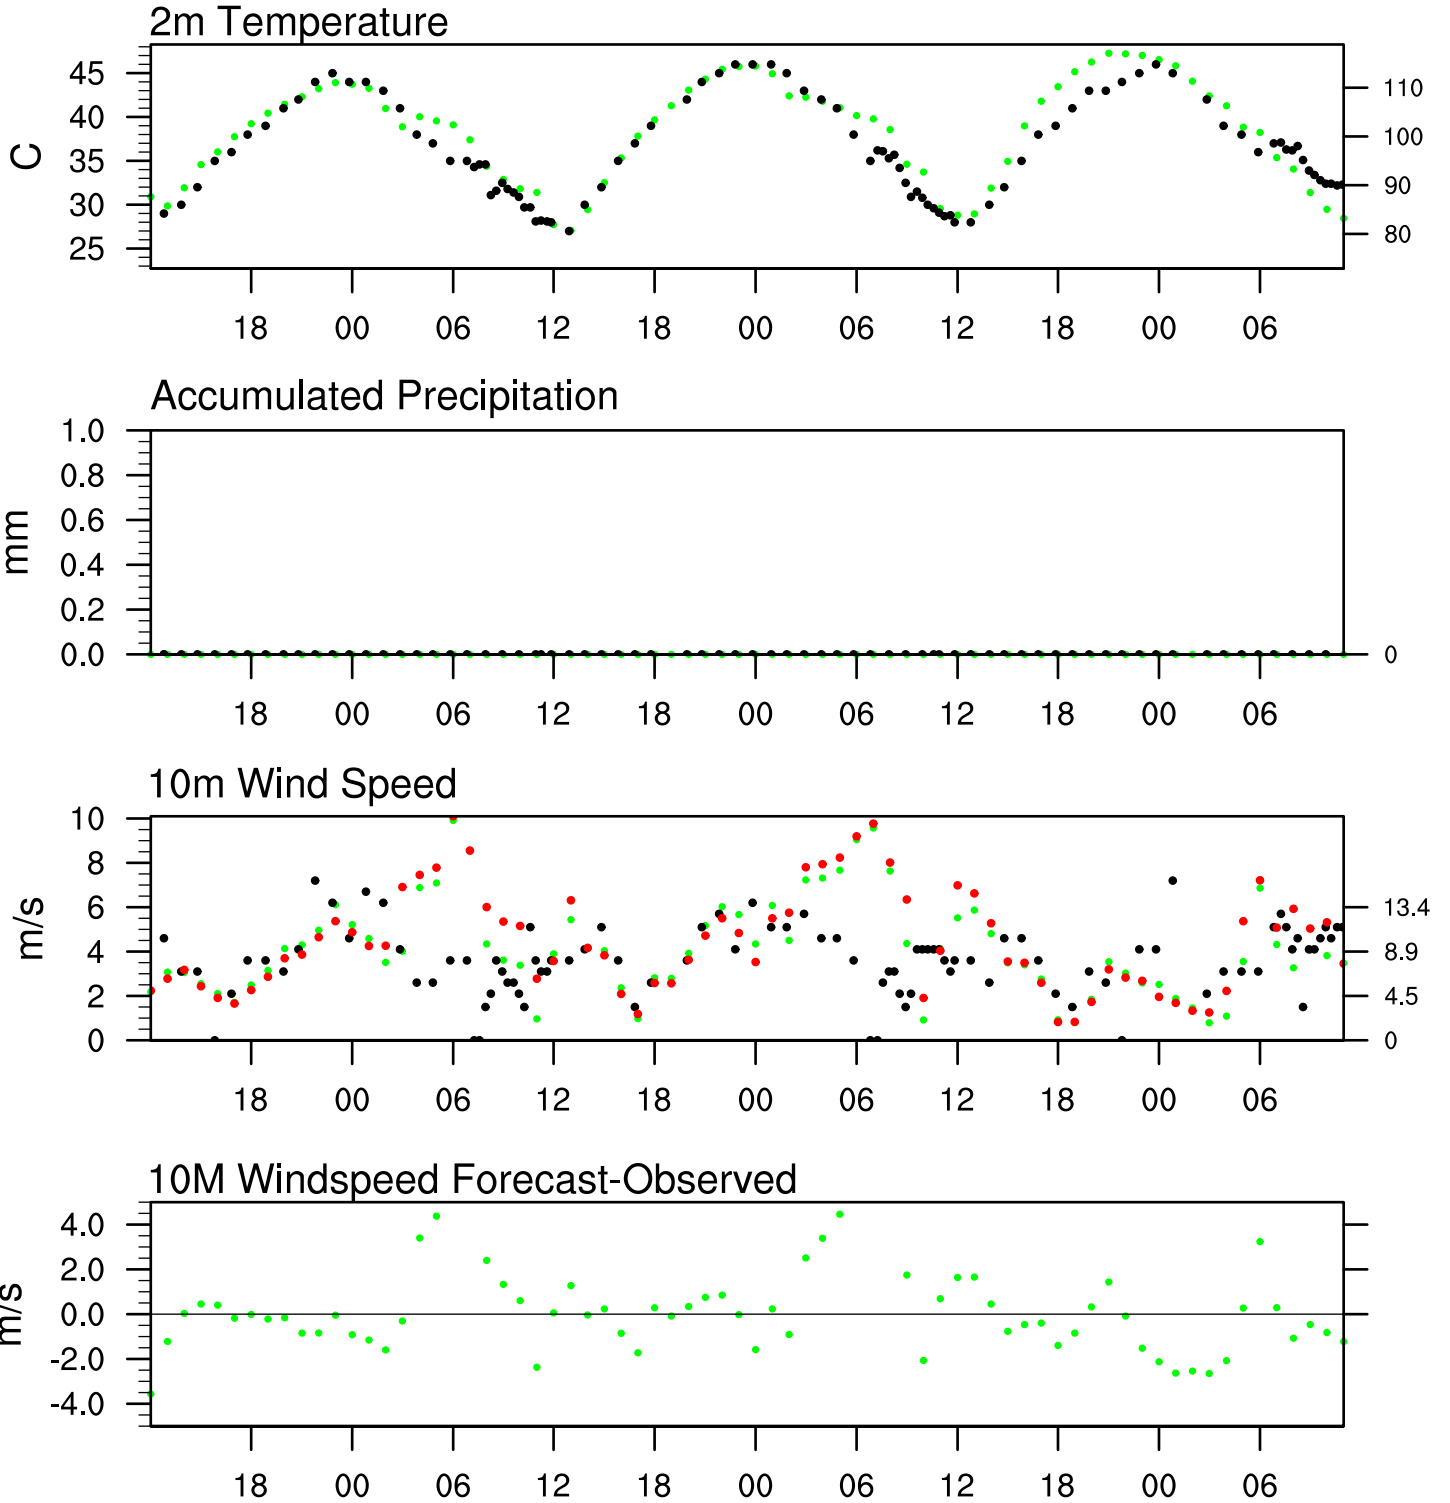 2m Temperature
45
40
35
30
25
C
110
100
90
80
18 00 06 12 18 00 06 12 18 00 06
Accumulated Precipitation
1.0
0.8
0.6
0.4
0.2
0.0
mm
0
18 00 06 12 18 00 06 12 18 00 06
10m Wind Speed
10
8
6
4
2
0
m/s
13.4
8.9
4.5
0
18 00 06 12 18 00 06 12 18 00 06
10M Windspeed Forecast-Observed
4.0
2.0
0.0
-2.0
-4.0
m/s
18 00 06 12 18 00 06 12 18 00 06